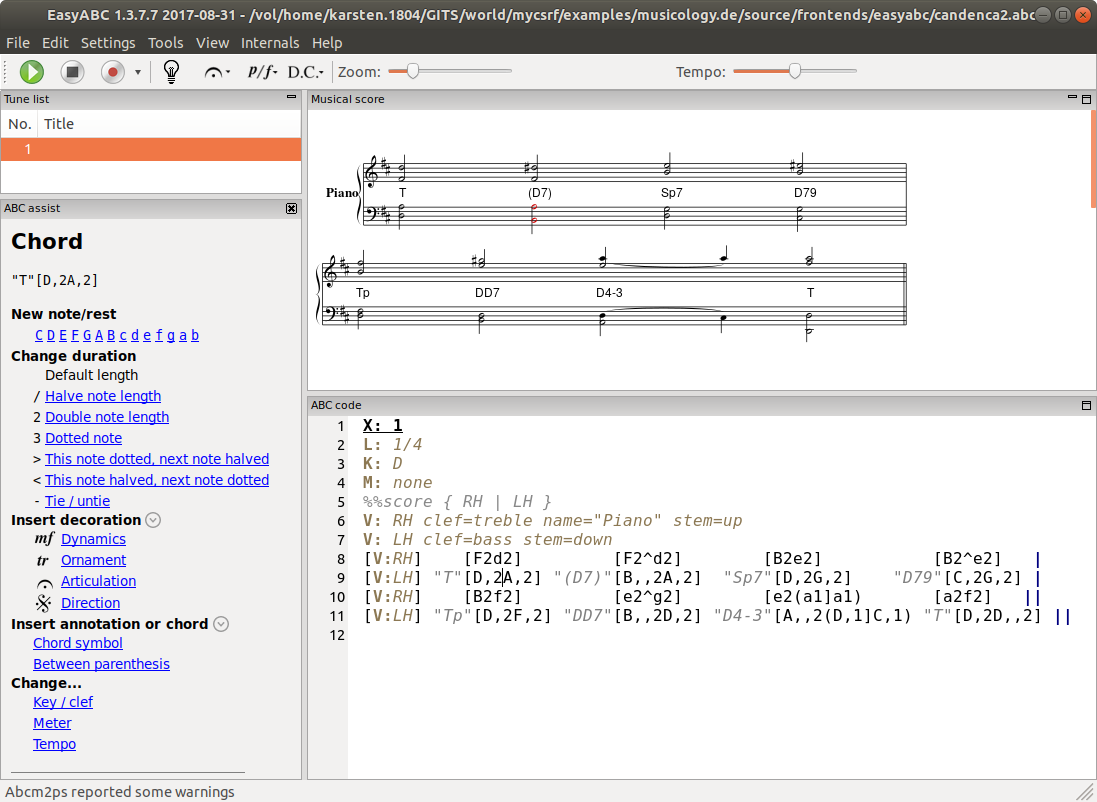 EasyABC 1.3.7.7 2017-08-31 - /vol/home/karsten.1804/GITS/world/mycsrf/examples/musicology.de/source/frontends/easyabc/candenca2.abc
File Edit Settings Tools View Internals Help
p/f D.C. Zoom: Tempo:
Tune list
No. Title
1
ABC assist
Chord
"T"[D,2A,2]
New note/rest
C D E F G A B c d e f g a b
Change duration
Default length
/ Halve note length
2 Double note length
3 Dotted note
> This note dotted, next note halved
< This note halved, next note dotted
- Tie / untie
Insert decoration
mf Dynamics
tr Ornament
Articulation
Direction
Insert annotation or chord
Chord symbol
Between parenthesis
Change...
Key / clef
Meter
Tempo
Musical score
Piano T (D7) Sp7 D79
Tp DD7 D4-3 T
ABC code
1 X: 1
2 L: 1/4
3 K: D
4 M: none
5 %%score { RH | LH }
6 V: RH clef=treble name="Piano" stem=up
7 V: LH clef=bass stem=down
8 [V:RH] [F2d2] [F2^d2] [B2e2] [B2^e2] |
9 [V:LH] "T"[D,2A,2] "(D7)"[B,,2A,2] "Sp7"[D,2G,2] "D79"[C,2G,2] |
10 [V:RH] [B2f2] [e2^g2] [e2(a1]a1) [a2f2] ||
11 [V:LH] "Tp"[D,2F,2] "DD7"[B,,2D,2] "D4-3"[A,,2(D,1]C,1) "T"[D,2D,,2] ||
12
Abcm2ps reported some warnings